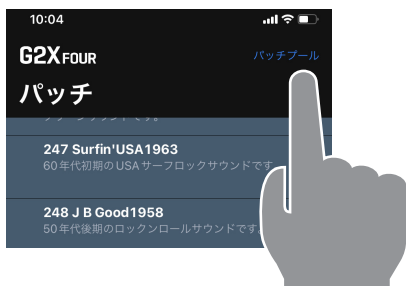 10:04
G2X FOUR
パッチプール
パッチ
247 Surfin'USA1963
60年代初期のUSAサーフロックサウンドです
248 J B Good1958
50年代後期のロックンロールサウンドです。